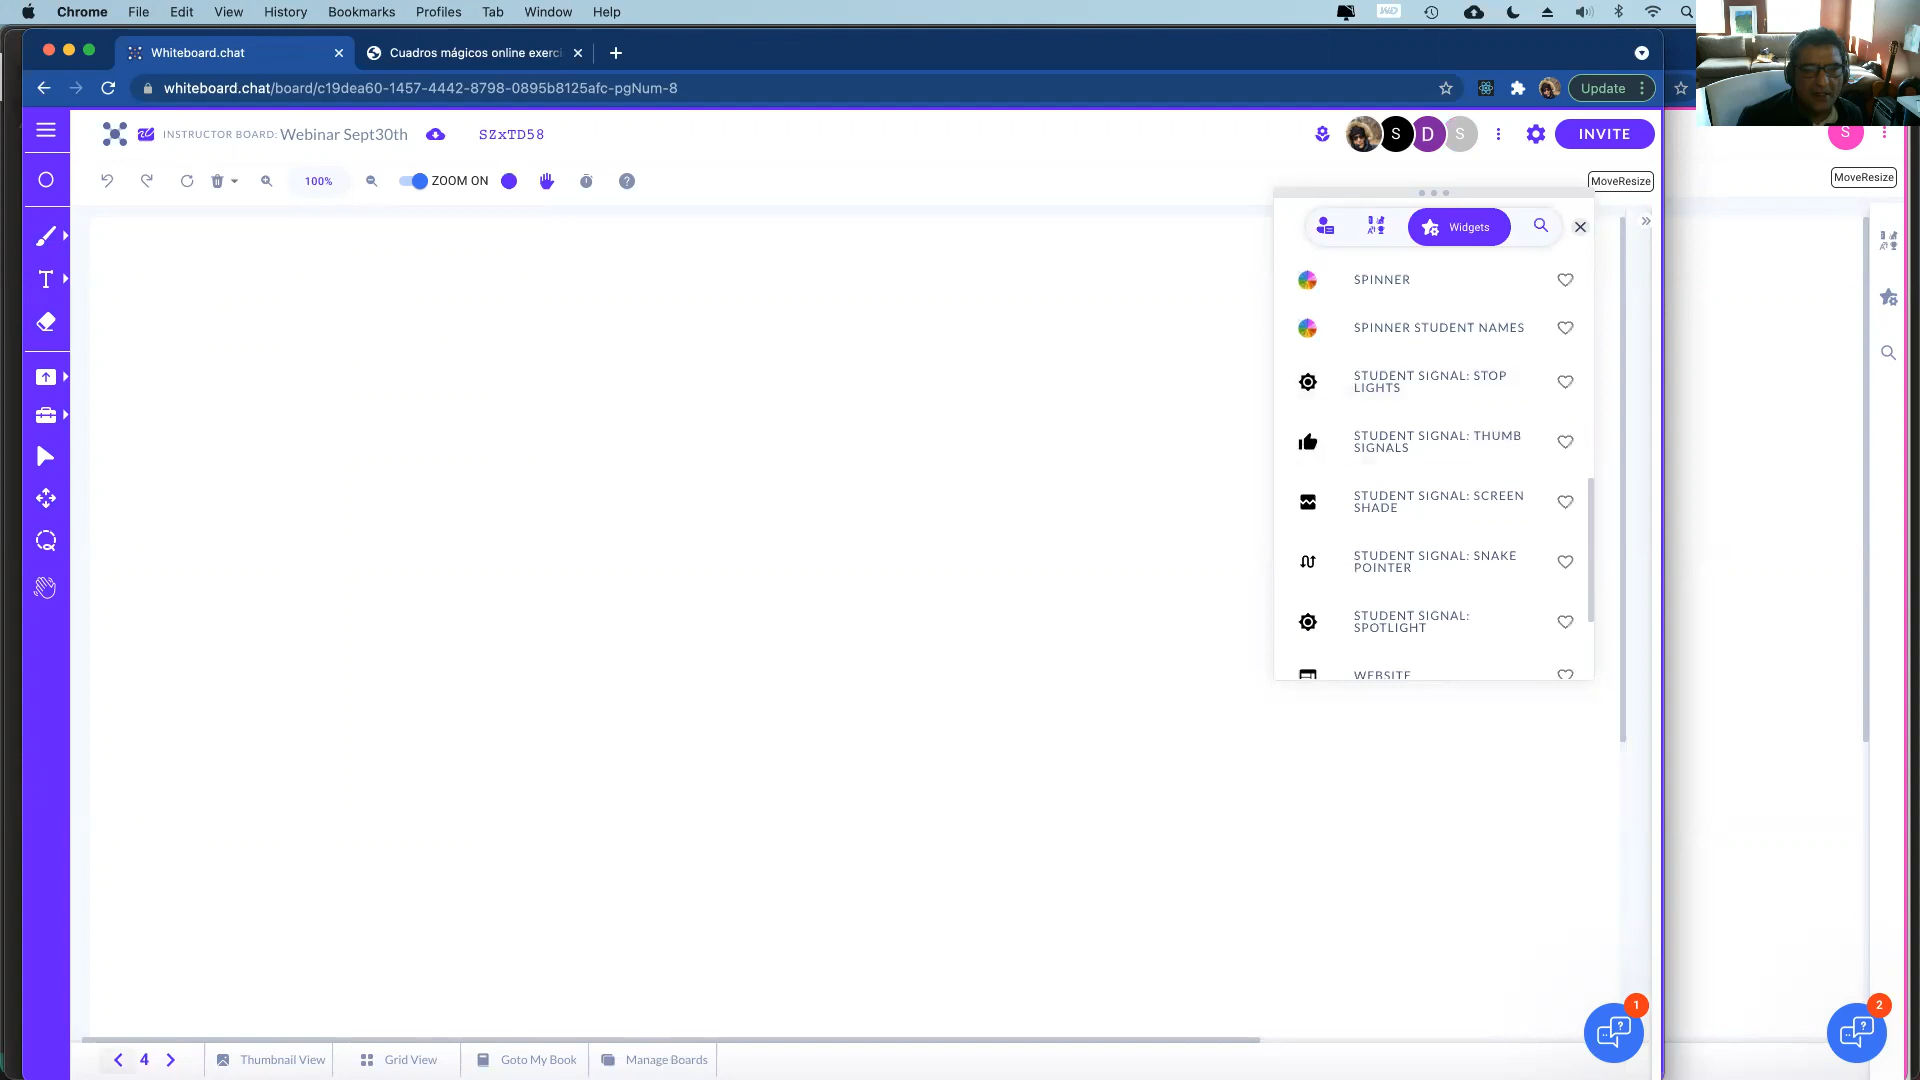 Chrome File Edit View History Bookmarks Profiles Tab Window Help
Whiteboard.chat
Cuadros mágicos online exerci
whiteboard.chat/board/c19dea60-1457-4442-8798-0895b8125afc-pgNum-8
Update
INSTRUCTOR BOARD: Webinar Sept30th
SZxTD58
S D S
INVITE
S
100%
ZOOM ON
MoveResize
MoveResize
Widgets
SPINNER
SPINNER STUDENT NAMES
STUDENT SIGNAL: STOP
LIGHTS
STUDENT SIGNAL: THUMB
SIGNALS
STUDENT SIGNAL: SCREEN
SHADE
STUDENT SIGNAL: SNAKE
POINTER
STUDENT SIGNAL:
SPOTLIGHT
WEBSITE
1
2
4
Thumbnail View
Grid View
Goto My Book
Manage Boards